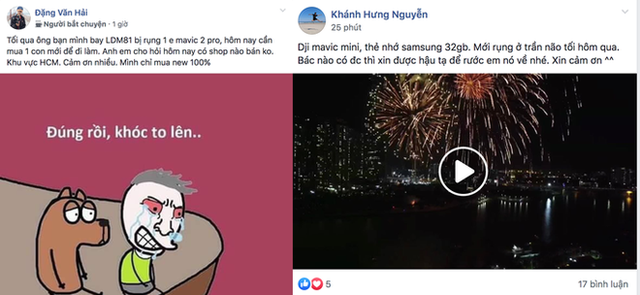 Đặng Văn Hải
Người bắt chuyện · 1 giờ
Tối qua ông bạn mình bay LDM81 bị rụng 1 e mavic 2 pro, hôm nay cần
mua 1 con mới để đi làm. Anh em cho hỏi hôm nay có shop nào bán ko.
Khu vực HCM. Cảm ơn nhiều. Mình chỉ mua new 100%
Đúng rồi, khóc to lên..
Khánh Hưng Nguyễn
25 phút
Dji mavic mini, thẻ nhớ samsung 32gb. Mới rụng ở trần não tối hôm qua.
Bác nào có đc thì xin được hậu tạ để rước em nó về nhé. Xin cảm ơn ^^
5
17 bình luận